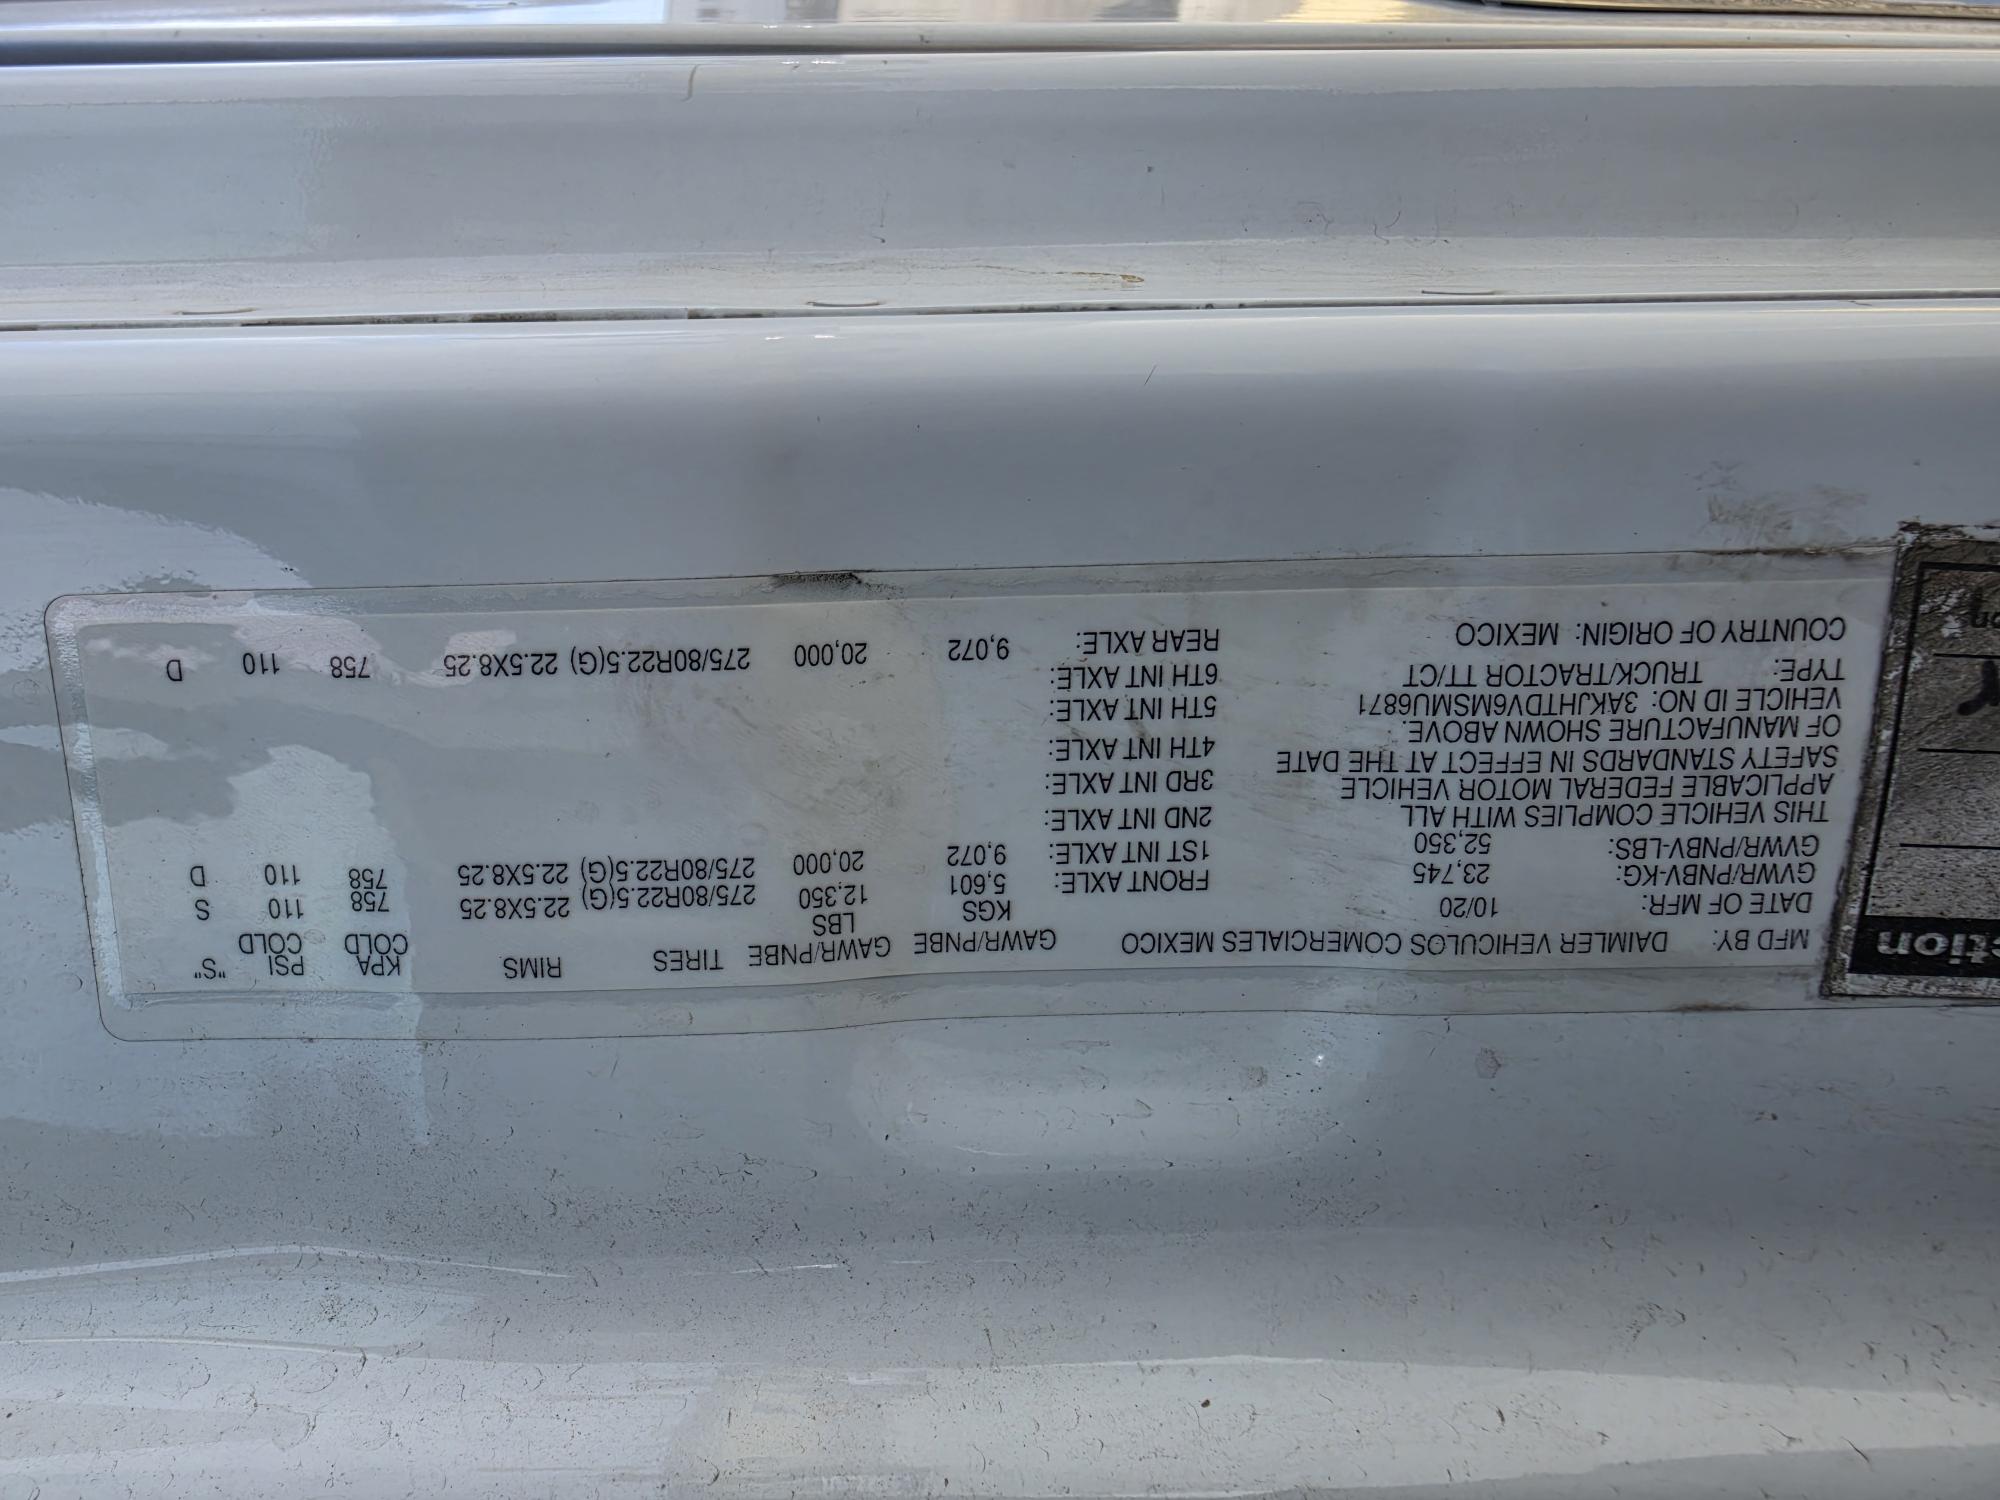 MFD BY: DAIMLER VEHICULOS COMERCIALES MEXICO
DATE OF MFR: 10/20
GVWR/PNBV-KG: 23,745
GVWR/PNBV-LBS: 52,350
THIS VEHICLE COMPLIES WITH ALL
APPLICABLE FEDERAL MOTOR VEHICLE
SAFETY STANDARDS IN EFFECT AT THE DATE
OF MANUFACTURE SHOWN ABOVE.
VEHICLE ID NO: 3AKJHTDV6MSMU6871
TYPE: TRUCK/TRACTOR TT/CT
COUNTRY OF ORIGIN: MEXICO
GAWR/PNBE GAWR/PNBE TIRES RIMS KPA PSI "S"
KGS LBS COLD COLD
FRONT AXLE: 5,601 12,350 275/80R22.5(G) 22.5X8.25 758 110 S
1ST INT AXLE: 9,072 20,000 275/80R22.5(G) 22.5X8.25 758 110 D
2ND INT AXLE:
3RD INT AXLE:
4TH INT AXLE:
5TH INT AXLE:
6TH INT AXLE:
REAR AXLE: 9,072 20,000 275/80R22.5(G) 22.5X8.25 758 110 D
ction